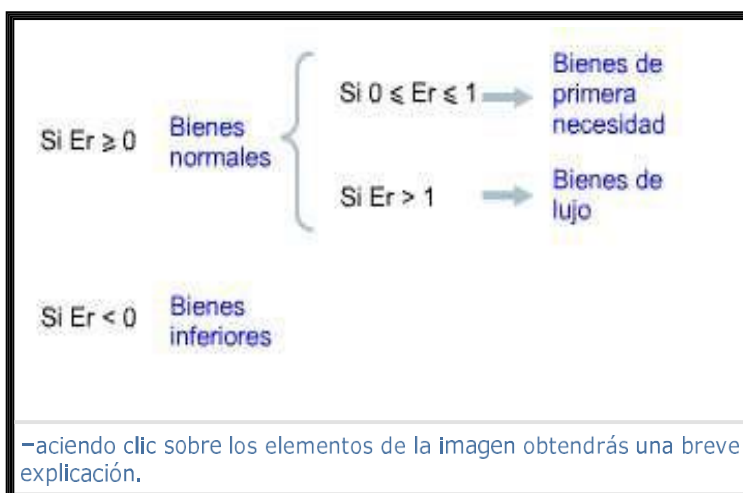 Si Er ⩾ 0
Bienes
normales
Si 0 ⩽ Er ⩽ 1
Bienes de
primera
necesidad
Si Er > 1
Bienes de
lujo
Si Er < 0
Bienes
inferiores
–aciendo clic sobre los elementos de la imagen obtendrás una breve
explicación.